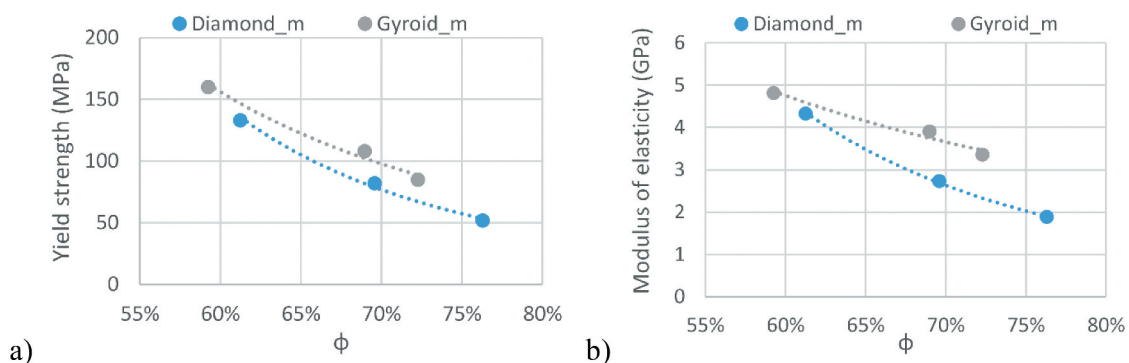 Diamond_m Gyroid_m
200
150
100
50
0
Yield strength (MPa)
55% 60% 65% 70% 75% 80%
ϕ
a)
Diamond_m Gyroid_m
6
5
4
3
2
1
0
Modulus of elasticity (GPa)
55% 60% 65% 70% 75% 80%
ϕ
b)